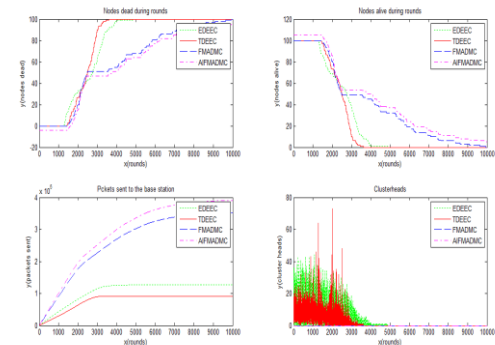 Nodes dead during rounds
y(nodes dead)
120
100
80
60
40
20
0
-20
0 1000 2000 3000 4000 5000 6000 7000 8000 9000 10000
x(rounds)
EDEEC
TDEEC
FMADMC
AIFMADMC
Nodes alive during rounds
y(nodes alive)
120
100
80
60
40
20
0
0 1000 2000 3000 4000 5000 6000 7000 8000 9000 10000
x(rounds)
EDEEC
TDEEC
FMADMC
AIFMADMC
Pckets sent to the base station
y(packets sent)
4
3
2
1
0
0 1000 2000 3000 4000 5000 6000 7000 8000 9000 10000
x(rounds)
EDEEC
TDEEC
FMADMC
AIFMADMC
Clusterheads
y(cluster heads)
80
60
40
20
0
0 1000 2000 3000 4000 5000 6000 7000 8000 9000 10000
x(rounds)
EDEEC
TDEEC
FMADMC
AIFMADMC